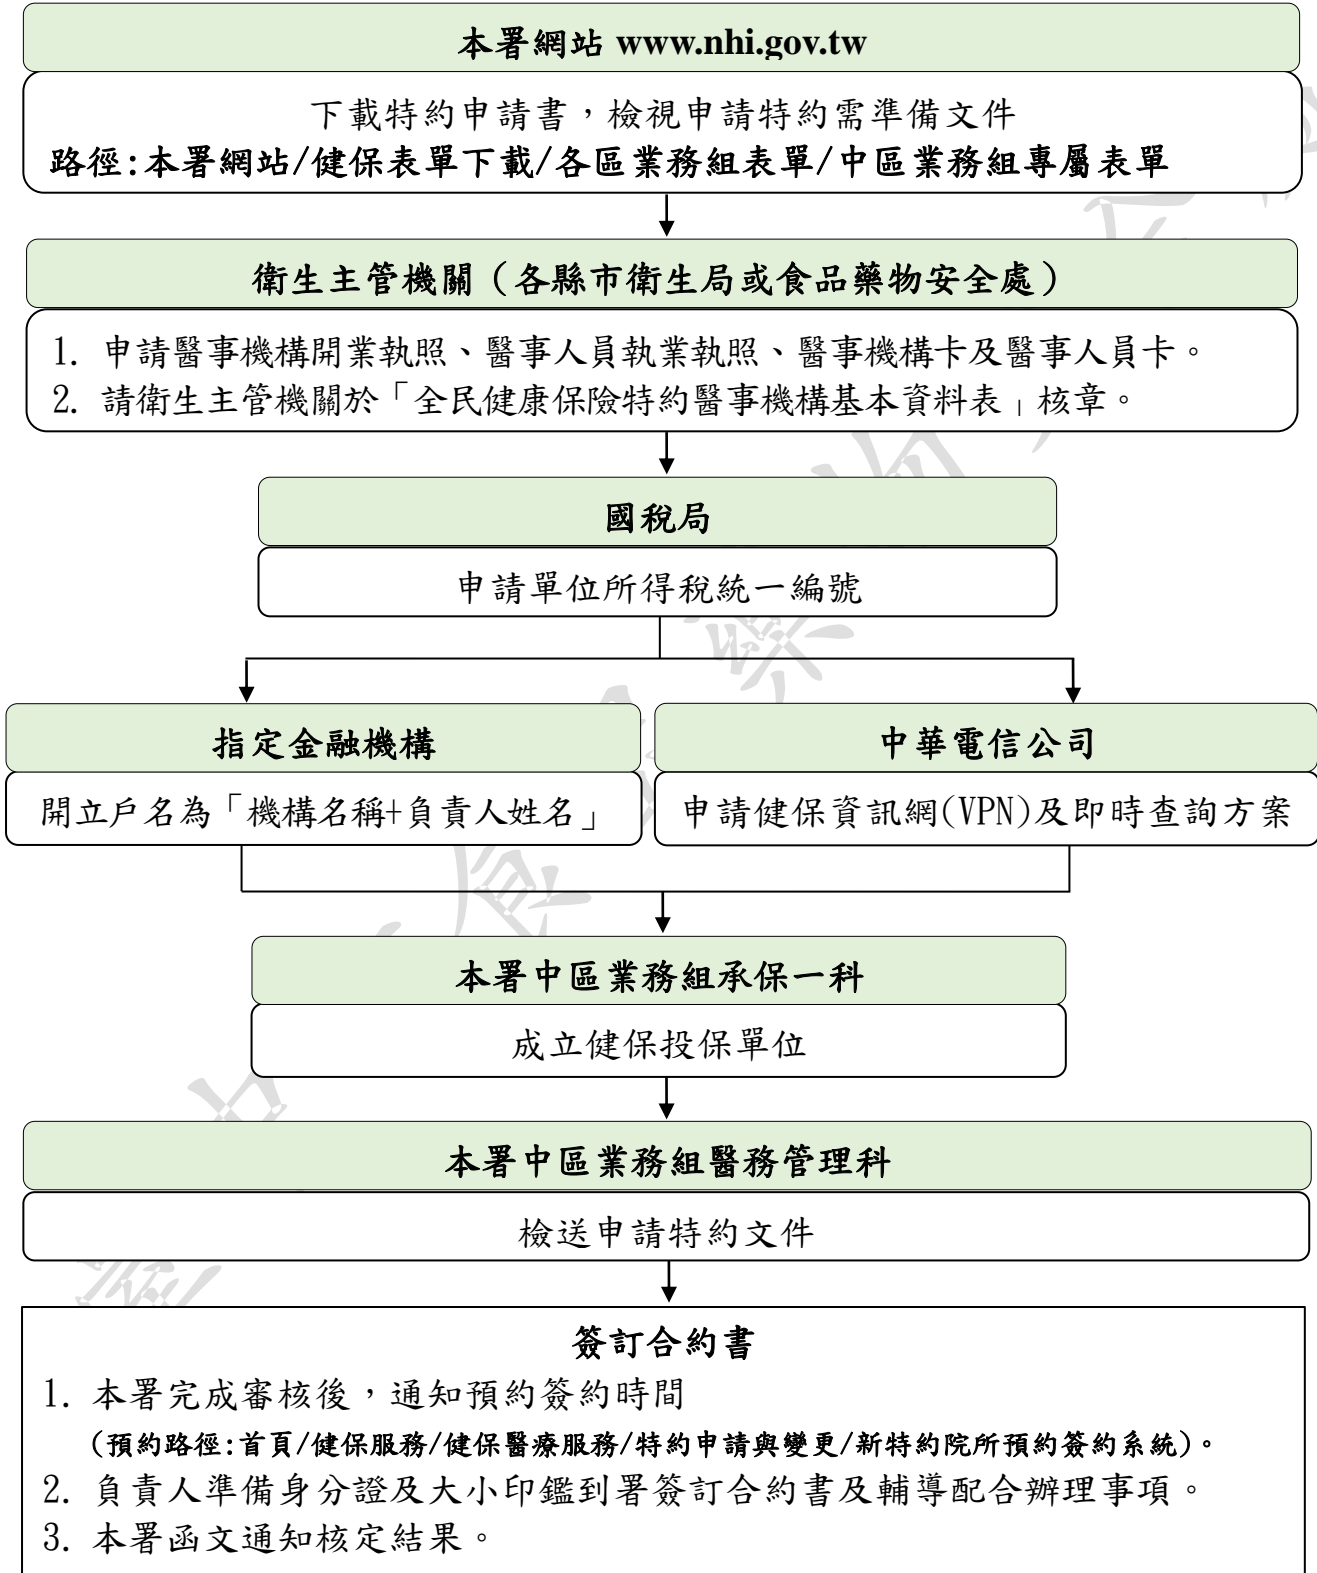 本署網站 www.nhi.gov.tw
下載特約申請書，檢視申請特約需準備文件
路徑:本署網站/健保表單下載/各區業務組表單/中區業務組專屬表單
衛生主管機關（各縣市衛生局或食品藥物安全處）
1. 申請醫事機構開業執照、醫事人員執業執照、醫事機構卡及醫事人員卡。
2. 請衛生主管機關於「全民健康保險特約醫事機構基本資料表」核章。
國稅局
申請單位所得稅統一編號
指定金融機構
開立戶名為「機構名稱+負責人姓名」
中華電信公司
申請健保資訊網(VPN)及即時查詢方案
本署中區業務組承保一科
成立健保投保單位
本署中區業務組醫務管理科
檢送申請特約文件
簽訂合約書
1. 本署完成審核後，通知預約簽約時間
(預約路徑:首頁/健保服務/健保醫療服務/特約申請與變更/新特約院所預約簽約系統)。
2. 負責人準備身分證及大小印鑑到署簽訂合約書及輔導配合辦理事項。
3. 本署函文通知核定結果。